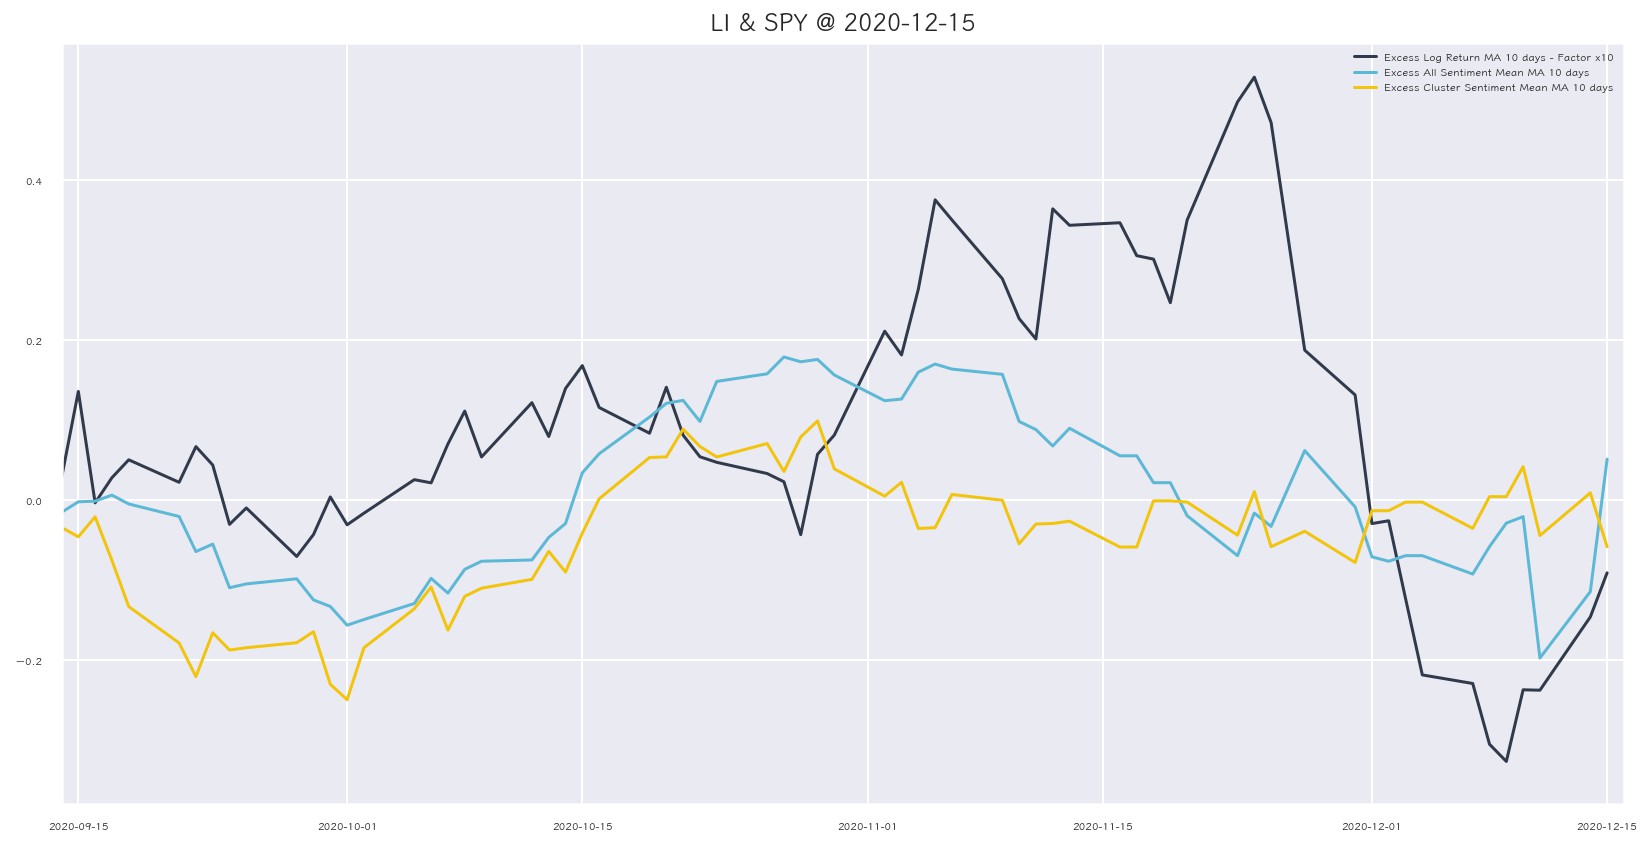 LI & SPY @ 2020-12-15
Excess Log Return MA 10 days - Factor x10
Excess All Sentiment Mean MA 10 days
Excess Cluster Sentiment Mean MA 10 days
0.4
0.2
0.0
−0.2
2020-09-15 2020-10-01 2020-10-15 2020-11-01 2020-11-15 2020-12-01 2020-12-15